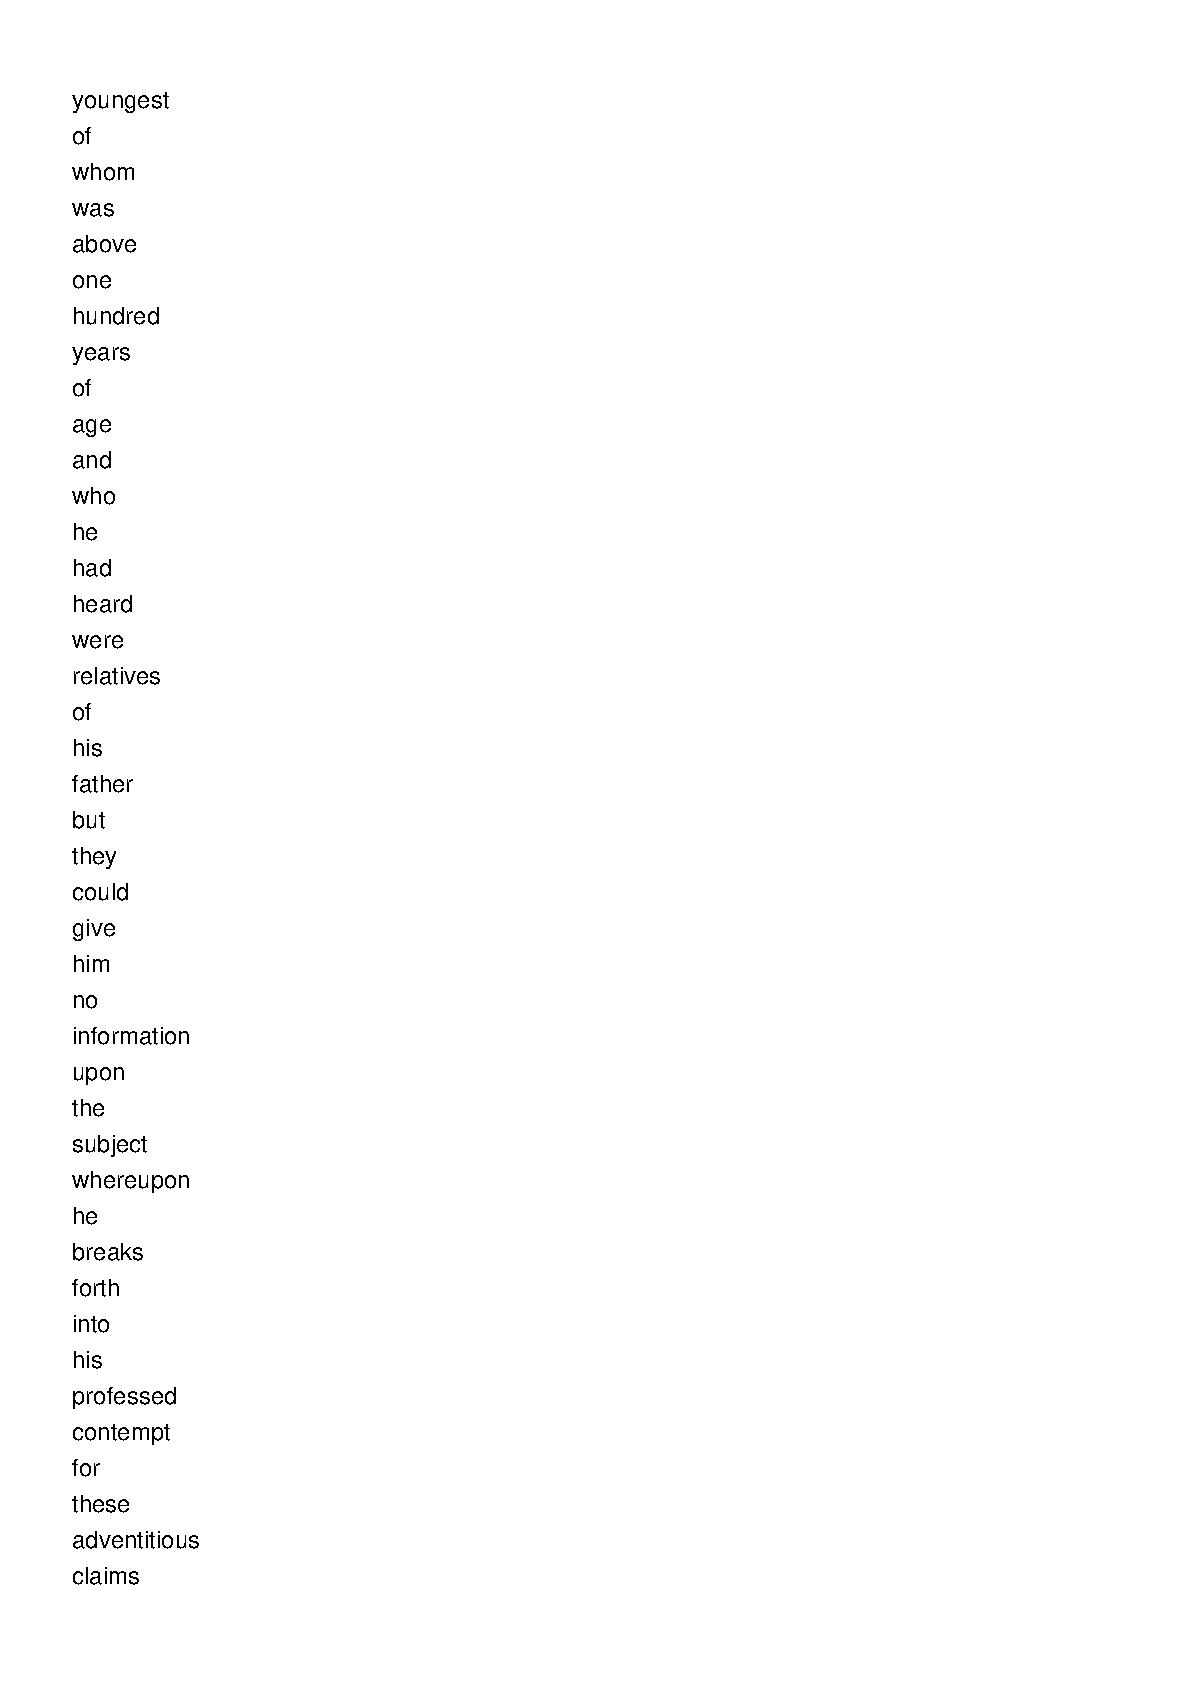 youngest
of
whom
was
above
one
hundred
years
of
age
and
who
he
had
heard
were
relatives
of
his
father
but
they
could
give
him
no
information
upon
the
subject
whereupon
he
breaks
forth
into
his
professed
contempt
for
these
adventitious
claims